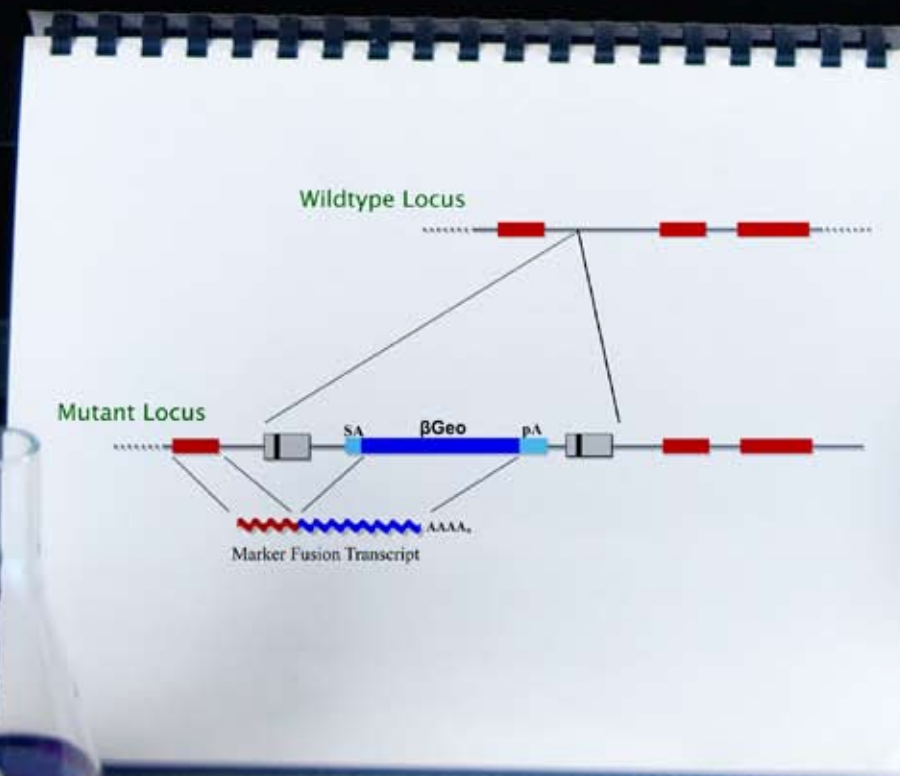 Wildtype Locus
Mutant Locus
SA
βGeo
pA
AAAAₙ
Marker Fusion Transcript